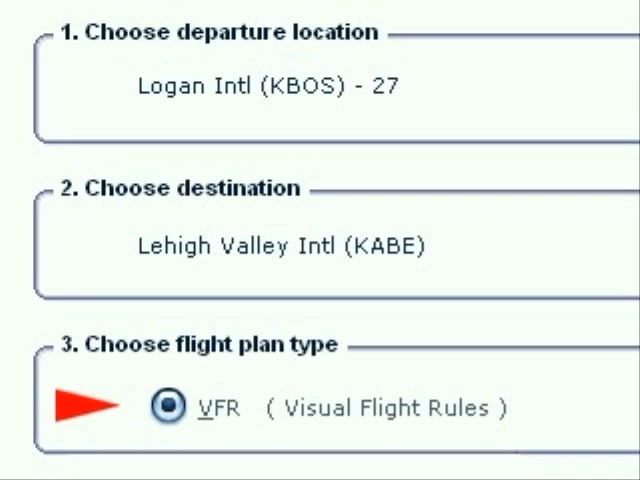 1. Choose departure location
Logan Intl (KBOS) - 27
2. Choose destination
Lehigh Valley Intl (KABE)
3. Choose flight plan type
VFR ( Visual Flight Rules )